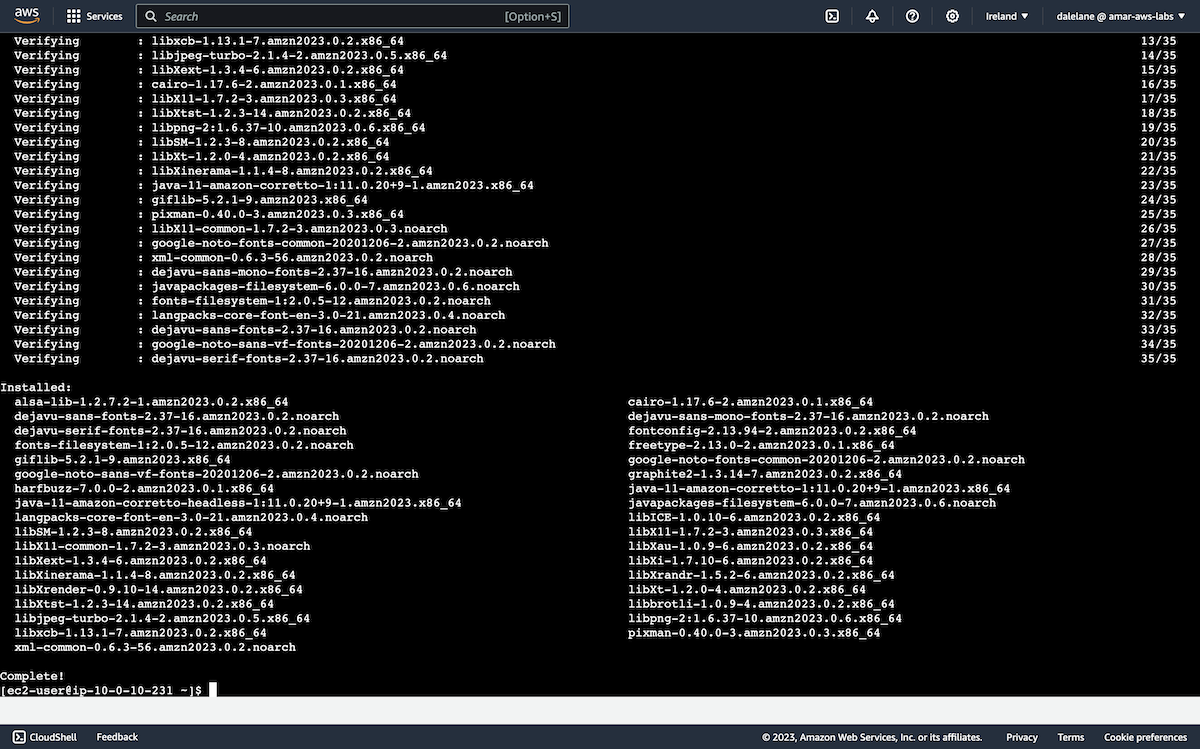 aws Services Search [Option+S] Ireland ▼ dalelane @ amar-aws-labs ▼
Verifying : libxcb-1.13.1-7.amzn2023.0.2.x86_64 13/35
Verifying : libjpeg-turbo-2.1.4-2.amzn2023.0.5.x86_64 14/35
Verifying : libXext-1.3.4-6.amzn2023.0.2.x86_64 15/35
Verifying : cairo-1.17.6-2.amzn2023.0.1.x86_64 16/35
Verifying : libX11-1.7.2-3.amzn2023.0.3.x86_64 17/35
Verifying : libXtst-1.2.3-14.amzn2023.0.2.x86_64 18/35
Verifying : libpng-2:1.6.37-10.amzn2023.0.6.x86_64 19/35
Verifying : libSM-1.2.3-8.amzn2023.0.2.x86_64 20/35
Verifying : libXt-1.2.0-4.amzn2023.0.2.x86_64 21/35
Verifying : libXinerama-1.1.4-8.amzn2023.0.2.x86_64 22/35
Verifying : java-11-amazon-corretto-1:11.0.20+9-1.amzn2023.x86_64 23/35
Verifying : giflib-5.2.1-9.amzn2023.x86_64 24/35
Verifying : pixman-0.40.0-3.amzn2023.0.3.x86_64 25/35
Verifying : libX11-common-1.7.2-3.amzn2023.0.3.noarch 26/35
Verifying : google-noto-fonts-common-20201206-2.amzn2023.0.2.noarch 27/35
Verifying : xml-common-0.6.3-56.amzn2023.0.2.noarch 28/35
Verifying : dejavu-sans-mono-fonts-2.37-16.amzn2023.0.2.noarch 29/35
Verifying : javapackages-filesystem-6.0.0-7.amzn2023.0.6.noarch 30/35
Verifying : fonts-filesystem-1:2.0.5-12.amzn2023.0.2.noarch 31/35
Verifying : langpacks-core-font-en-3.0-21.amzn2023.0.4.noarch 32/35
Verifying : dejavu-sans-fonts-2.37-16.amzn2023.0.2.noarch 33/35
Verifying : google-noto-sans-vf-fonts-20201206-2.amzn2023.0.2.noarch 34/35
Verifying : dejavu-serif-fonts-2.37-16.amzn2023.0.2.noarch 35/35
Installed:
alsa-lib-1.2.7.2-1.amzn2023.0.2.x86_64 cairo-1.17.6-2.amzn2023.0.1.x86_64
dejavu-sans-fonts-2.37-16.amzn2023.0.2.noarch dejavu-sans-mono-fonts-2.37-16.amzn2023.0.2.noarch
dejavu-serif-fonts-2.37-16.amzn2023.0.2.noarch fontconfig-2.13.94-2.amzn2023.0.2.x86_64
fonts-filesystem-1:2.0.5-12.amzn2023.0.2.noarch freetype-2.13.0-2.amzn2023.0.1.x86_64
giflib-5.2.1-9.amzn2023.x86_64 google-noto-fonts-common-20201206-2.amzn2023.0.2.noarch
google-noto-sans-vf-fonts-20201206-2.amzn2023.0.2.noarch graphite2-1.3.14-7.amzn2023.0.2.x86_64
harfbuzz-7.0.0-2.amzn2023.0.1.x86_64 java-11-amazon-corretto-1:11.0.20+9-1.amzn2023.x86_64
java-11-amazon-corretto-headless-1:11.0.20+9-1.amzn2023.x86_64 javapackages-filesystem-6.0.0-7.amzn2023.0.6.noarch
langpacks-core-font-en-3.0-21.amzn2023.0.4.noarch libICE-1.0.10-6.amzn2023.0.2.x86_64
libSM-1.2.3-8.amzn2023.0.2.x86_64 libX11-1.7.2-3.amzn2023.0.3.x86_64
libX11-common-1.7.2-3.amzn2023.0.3.noarch libXau-1.0.9-6.amzn2023.0.2.x86_64
libXext-1.3.4-6.amzn2023.0.2.x86_64 libXi-1.7.10-6.amzn2023.0.2.x86_64
libXinerama-1.1.4-8.amzn2023.0.2.x86_64 libXrandr-1.5.2-6.amzn2023.0.2.x86_64
libXrender-0.9.10-14.amzn2023.0.2.x86_64 libXt-1.2.0-4.amzn2023.0.2.x86_64
libXtst-1.2.3-14.amzn2023.0.2.x86_64 libbrotli-1.0.9-4.amzn2023.0.2.x86_64
libjpeg-turbo-2.1.4-2.amzn2023.0.5.x86_64 libpng-2:1.6.37-10.amzn2023.0.6.x86_64
libxcb-1.13.1-7.amzn2023.0.2.x86_64 pixman-0.40.0-3.amzn2023.0.3.x86_64
xml-common-0.6.3-56.amzn2023.0.2.noarch
Complete!
[ec2-user@ip-10-0-10-231 ~]$
CloudShell Feedback © 2023, Amazon Web Services, Inc. or its affiliates. Privacy Terms Cookie preferences